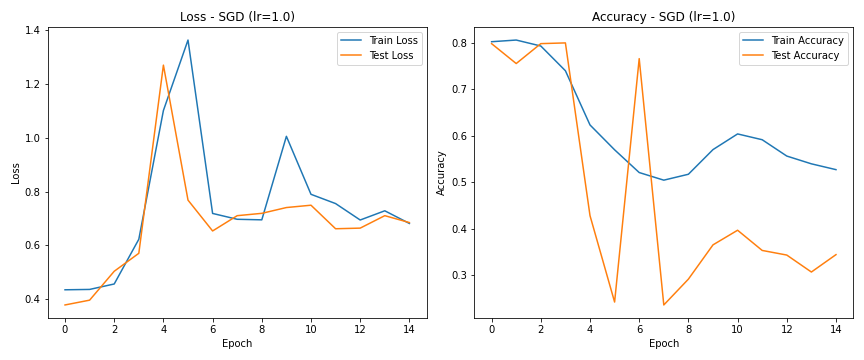 Loss - SGD (lr=1.0)
Train Loss
Test Loss
1.4
1.2
1.0
0.8
0.6
0.4
Loss
0 2 4 6 8 10 12 14
Epoch
Accuracy - SGD (lr=1.0)
Train Accuracy
Test Accuracy
0.8
0.7
0.6
0.5
0.4
0.3
Accuracy
0 2 4 6 8 10 12 14
Epoch